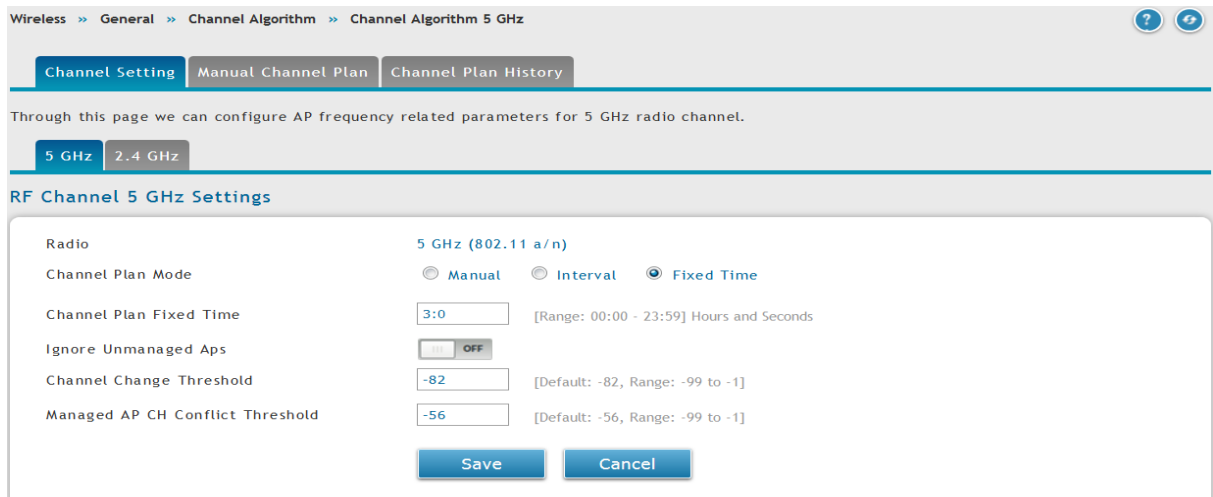 Wireless » General » Channel Algorithm » Channel Algorithm 5 GHz
?
Channel Setting Manual Channel Plan Channel Plan History
Through this page we can configure AP frequency related parameters for 5 GHz radio channel.
5 GHz 2.4 GHz
RF Channel 5 GHz Settings
Radio 5 GHz (802.11 a/n)
Channel Plan Mode Manual Interval Fixed Time
Channel Plan Fixed Time 3:0 [Range: 00:00 - 23:59] Hours and Seconds
Ignore Unmanaged Aps OFF
Channel Change Threshold -82 [Default: -82, Range: -99 to -1]
Managed AP CH Conflict Threshold -56 [Default: -56, Range: -99 to -1]
Save Cancel